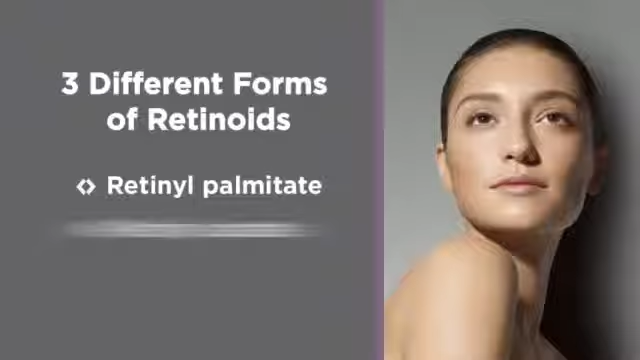 3 Different Forms
of Retinoids
Retinyl palmitate